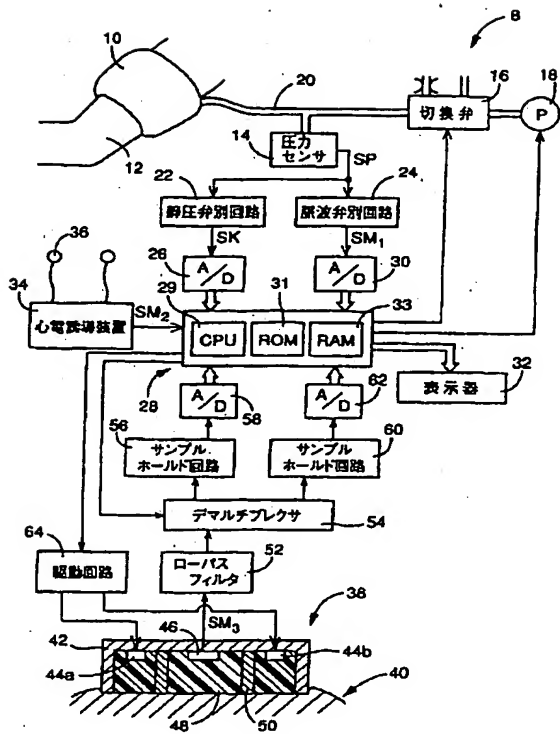 8
10
20
16
切換弁
18
P
12
14
圧力
センサ
SP
22
静圧弁別回路
24
脈波弁別回路
SK
SM1
36
26
A/D
A/D
30
34
心電誘導装置
SM2
29
CPU
31
ROM
33
RAM
28
A/D
58
A/D
62
表示器
32
56
サンプル
ホールド回路
サンプル
ホールド回路
60
デマルチプレクサ
54
64
駆動回路
ローパス
フィルタ
52
38
SM3
42
46
44b
44a
48
50
40